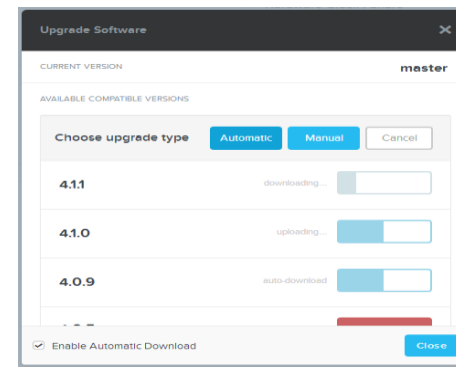 Upgrade Software
CURRENT VERSION master
AVAILABLE COMPATIBLE VERSIONS
Choose upgrade type Automatic Manual Cancel
4.1.1 downloading...
4.1.0 uploading...
4.0.9 auto-download
Enable Automatic Download Close